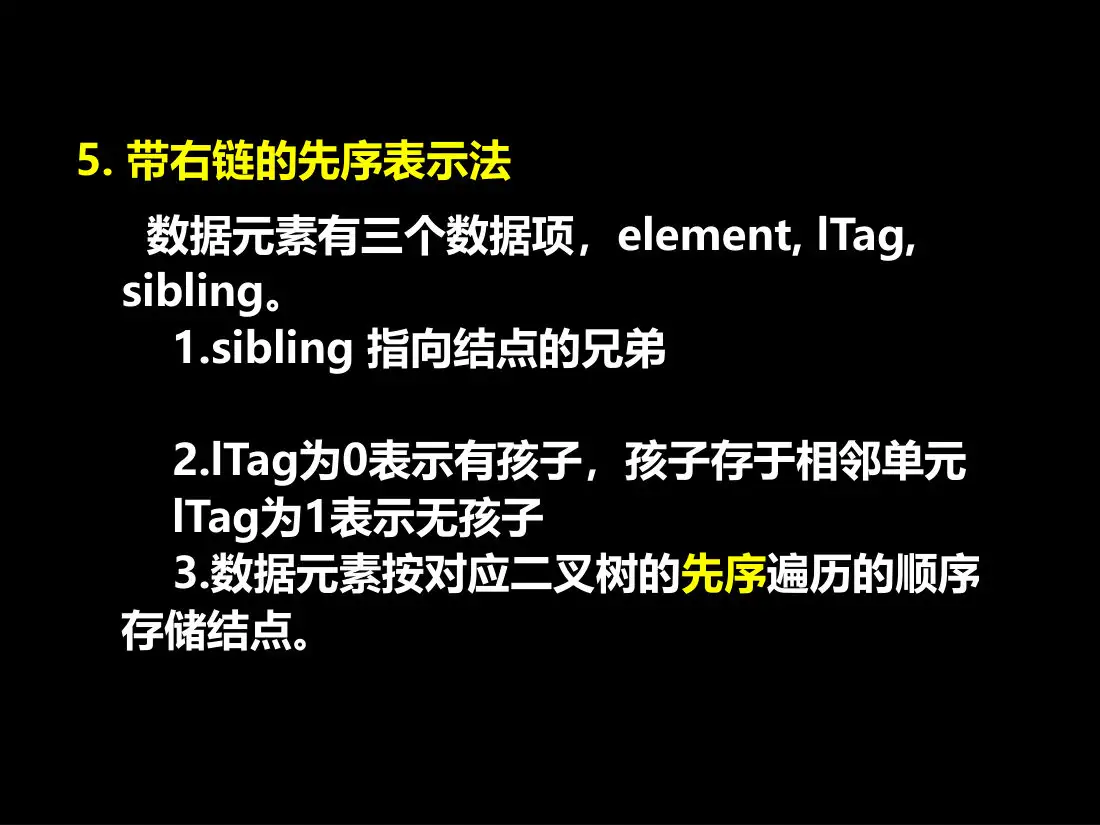 5. 带右链的先序表示法
数据元素有三个数据项，element, lTag,
sibling。
1.sibling 指向结点的兄弟
2.lTag为0表示有孩子，孩子存于相邻单元
lTag为1表示无孩子
3.数据元素按对应二叉树的先序遍历的顺序
存储结点。